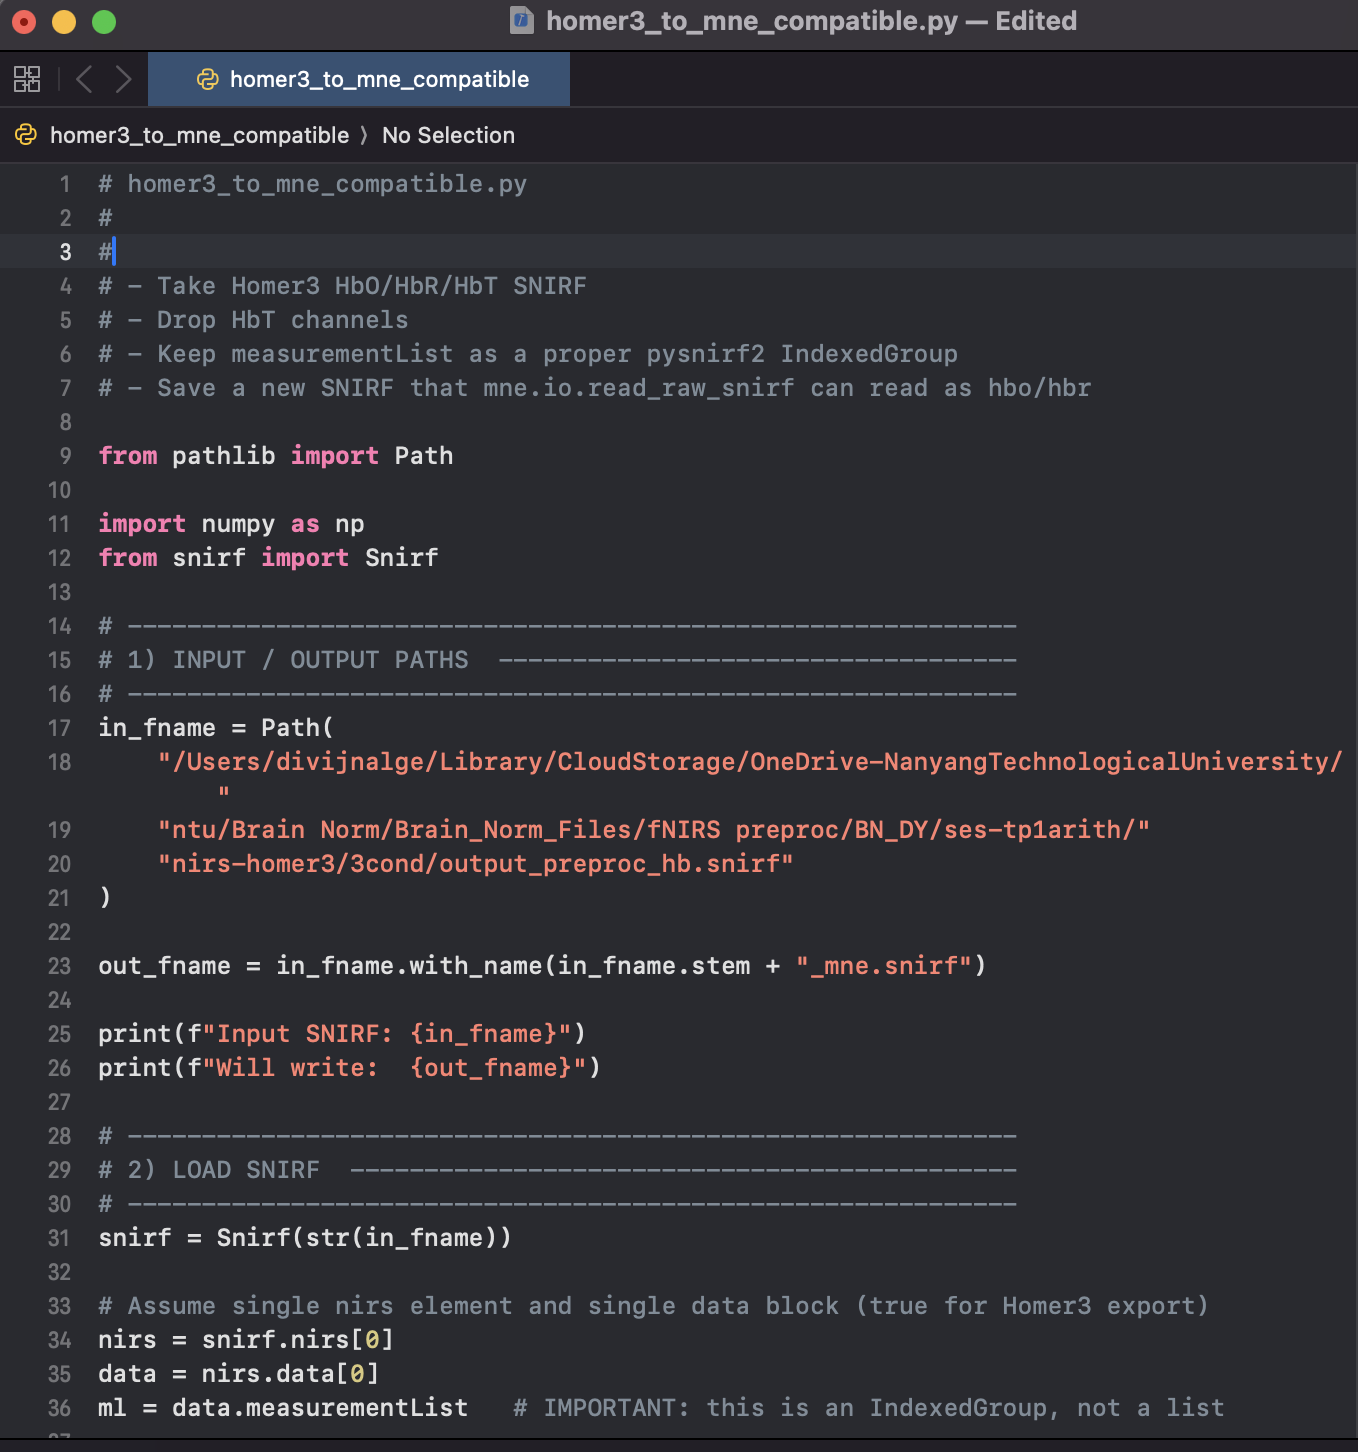 homer3_to_mne_compatible.py — Edited
homer3_to_mne_compatible
homer3_to_mne_compatible 〉 No Selection
1 # homer3_to_mne_compatible.py
2 #
3 #
4 # - Take Homer3 HbO/HbR/HbT SNIRF
5 # - Drop HbT channels
6 # - Keep measurementList as a proper pysnirf2 IndexedGroup
7 # - Save a new SNIRF that mne.io.read_raw_snirf can read as hbo/hbr
8
9 from pathlib import Path
10
11 import numpy as np
12 from snirf import Snirf
13
14 # ------------------------------------------------------------
15 # 1) INPUT / OUTPUT PATHS  -----------------------------------
16 # ------------------------------------------------------------
17 in_fname = Path(
18     "/Users/divijnalge/Library/CloudStorage/OneDrive-NanyangTechnologicalUniversity/
"
19     "ntu/Brain Norm/Brain_Norm_Files/fNIRS preproc/BN_DY/ses-tp1arith/"
20     "nirs-homer3/3cond/output_preproc_hb.snirf"
21 )
22
23 out_fname = in_fname.with_name(in_fname.stem + "_mne.snirf")
24
25 print(f"Input SNIRF: {in_fname}")
26 print(f"Will write:  {out_fname}")
27
28 # ------------------------------------------------------------
29 # 2) LOAD SNIRF  ---------------------------------------------
30 # ------------------------------------------------------------
31 snirf = Snirf(str(in_fname))
32
33 # Assume single nirs element and single data block (true for Homer3 export)
34 nirs = snirf.nirs[0]
35 data = nirs.data[0]
36 ml = data.measurementList   # IMPORTANT: this is an IndexedGroup, not a list